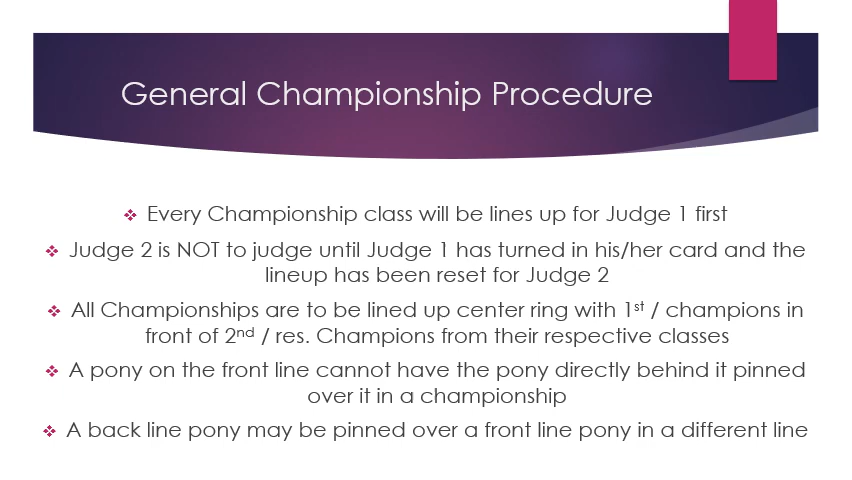 General Championship Procedure
❖ Every Championship class will be lines up for Judge 1 first
❖ Judge 2 is NOT to judge until Judge 1 has turned in his/her card and the
lineup has been reset for Judge 2
❖ All Championships are to be lined up center ring with 1st / champions in
front of 2nd / res. Champions from their respective classes
❖ A pony on the front line cannot have the pony directly behind it pinned
over it in a championship
❖ A back line pony may be pinned over a front line pony in a different line